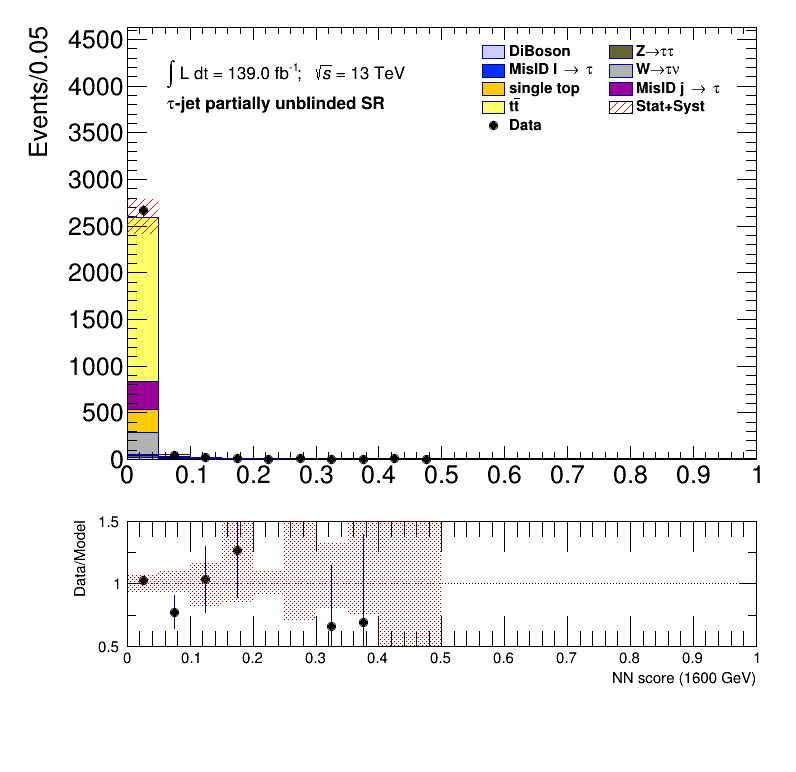 Events/0.05
4500
4000
3500
3000
2500
2000
1500
1000
500
0
∫ L dt = 139.0 fb⁻¹; √s = 13 TeV
τ-jet partially unblinded SR
DiBoson
MisID l → τ
single top
tt̄
Data
Z→ττ
W→τν
MisID j → τ
Stat+Syst
0 0.1 0.2 0.3 0.4 0.5 0.6 0.7 0.8 0.9 1
Data/Model
1.5
1
0.5
0 0.1 0.2 0.3 0.4 0.5 0.6 0.7 0.8 0.9 1
NN score (1600 GeV)